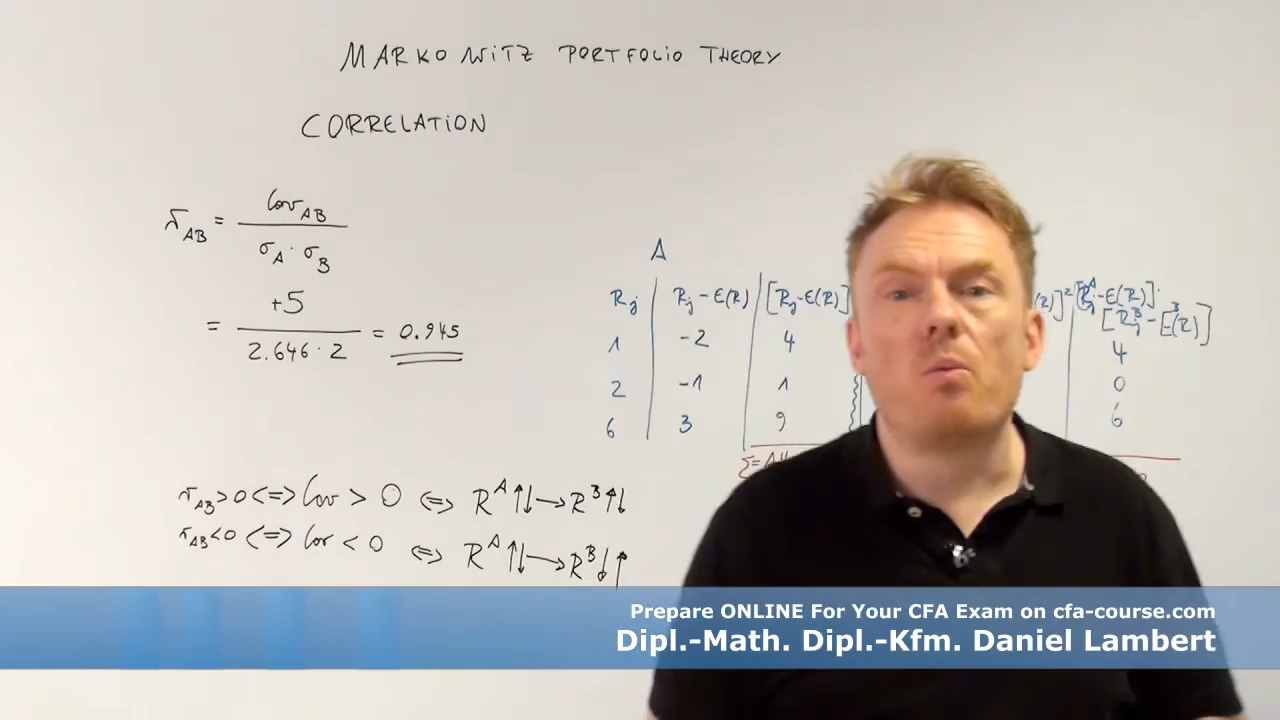 MARKOWITZ PORTFOLIO THEORY
CORRELATION
r_AB = Cov_AB / σ_A · σ_B
= +5 / 2.646 · 2 = 0.945
A
R_j | R_j - E(R) | [R_j-E(R)]
1 | -2 | 4 | 4
2 | -1 | 1 | 0
6 | 3 | 9 | 6
r_AB>0 <=> Cov > 0 <=> R^A ↑↓ → R^B ↑↓
r_AB<0 <=> Cov < 0 <=> R^A ↑↓ → R^B ↓↑
Prepare ONLINE For Your CFA Exam on cfa-course.com
Dipl.-Math. Dipl.-Kfm. Daniel Lambert